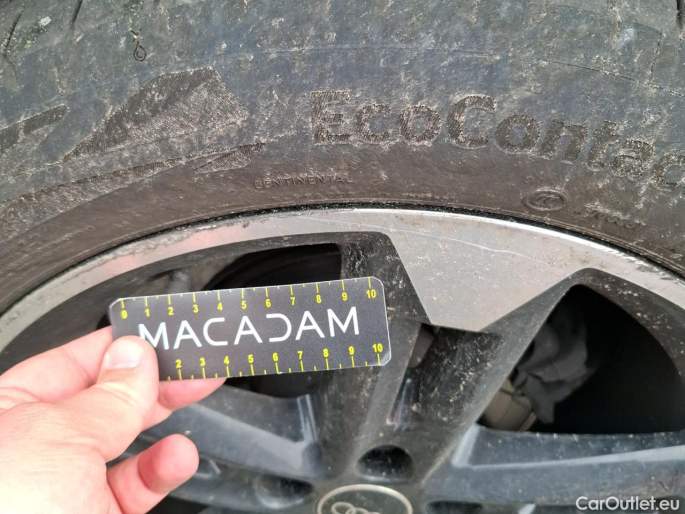 EcoContac
CONTINENTAL
0 1 2 3 4 5 6 7 8 9 10
MACADAM
2 3 4 5 6 7 8 9 10
CarOutlet.eu